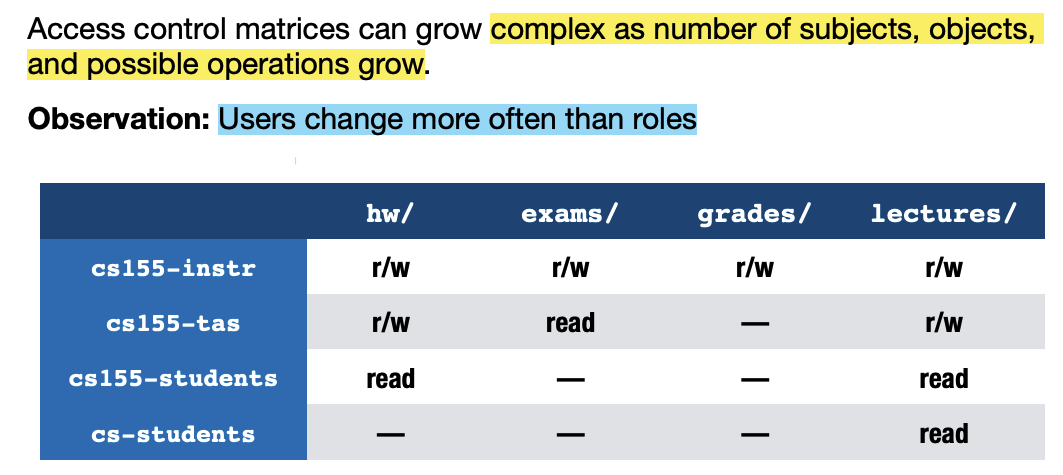 Access control matrices can grow complex as number of subjects, objects,
and possible operations grow.
Observation: Users change more often than roles
hw/ exams/ grades/ lectures/
cs155-instr r/w r/w r/w r/w
cs155-tas r/w read — r/w
cs155-students read — — read
cs-students — — — read